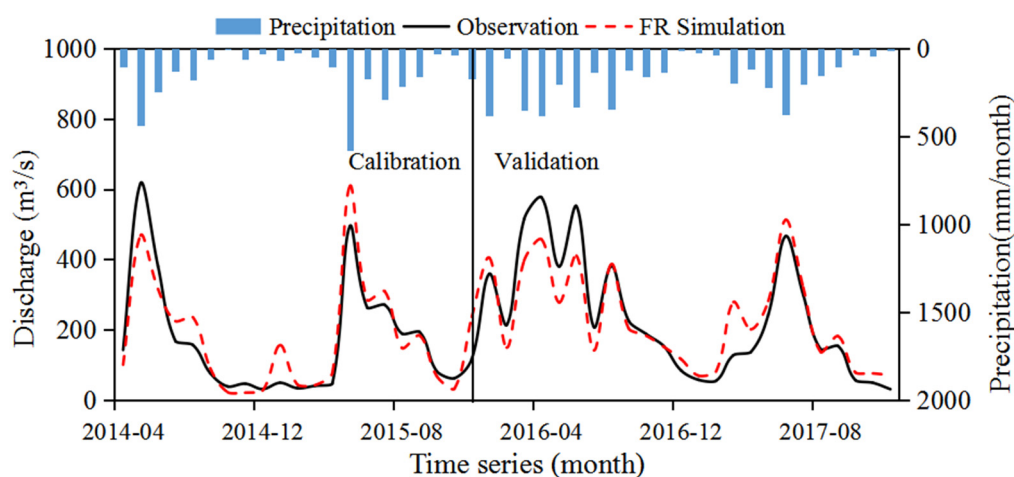 Precipitation Observation FR Simulation
1000 0
800 500
Calibration Validation
600 1000
400
1500
200
0 2000
2014-04 2014-12 2015-08 2016-04 2016-12 2017-08
Time series (month)
Discharge (m³/s)
Precipitation(mm/month)